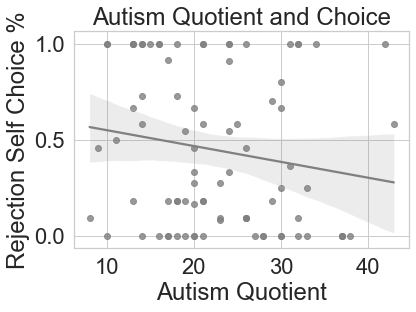 Autism Quotient and Choice
Rejection Self Choice %
1.0
0.5
0.0
10 20 30 40
Autism Quotient